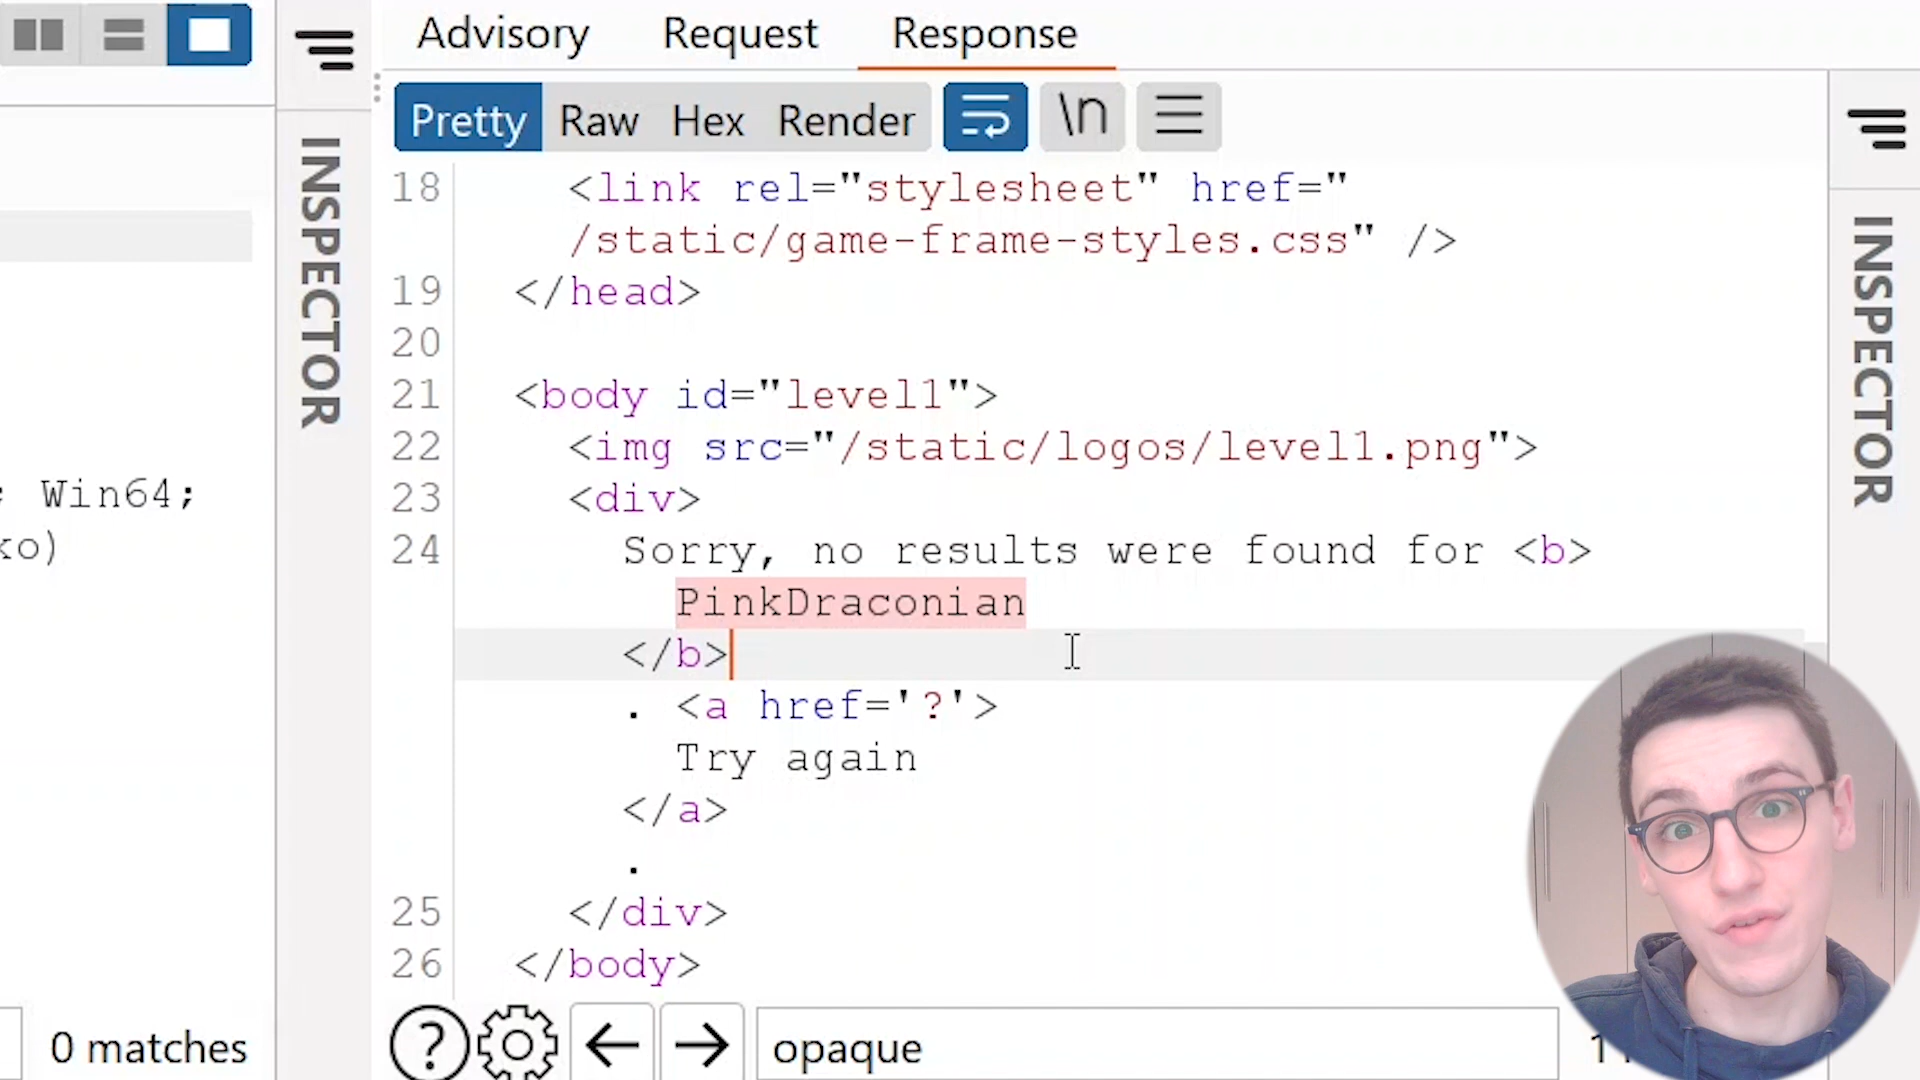 Advisory Request Response
Pretty Raw Hex Render \n
INSPECTOR
INSPECTOR
18 <link rel="stylesheet" href="
/static/game-frame-styles.css" />
19 </head>
20
21 <body id="level1">
22 <img src="/static/logos/level1.png">
23 <div>
; Win64;
24 Sorry, no results were found for <b>
PinkDraconian
</b>
. <a href='?'>
Try again
</a>
.
25 </div>
26 </body>
0 matches
? opaque